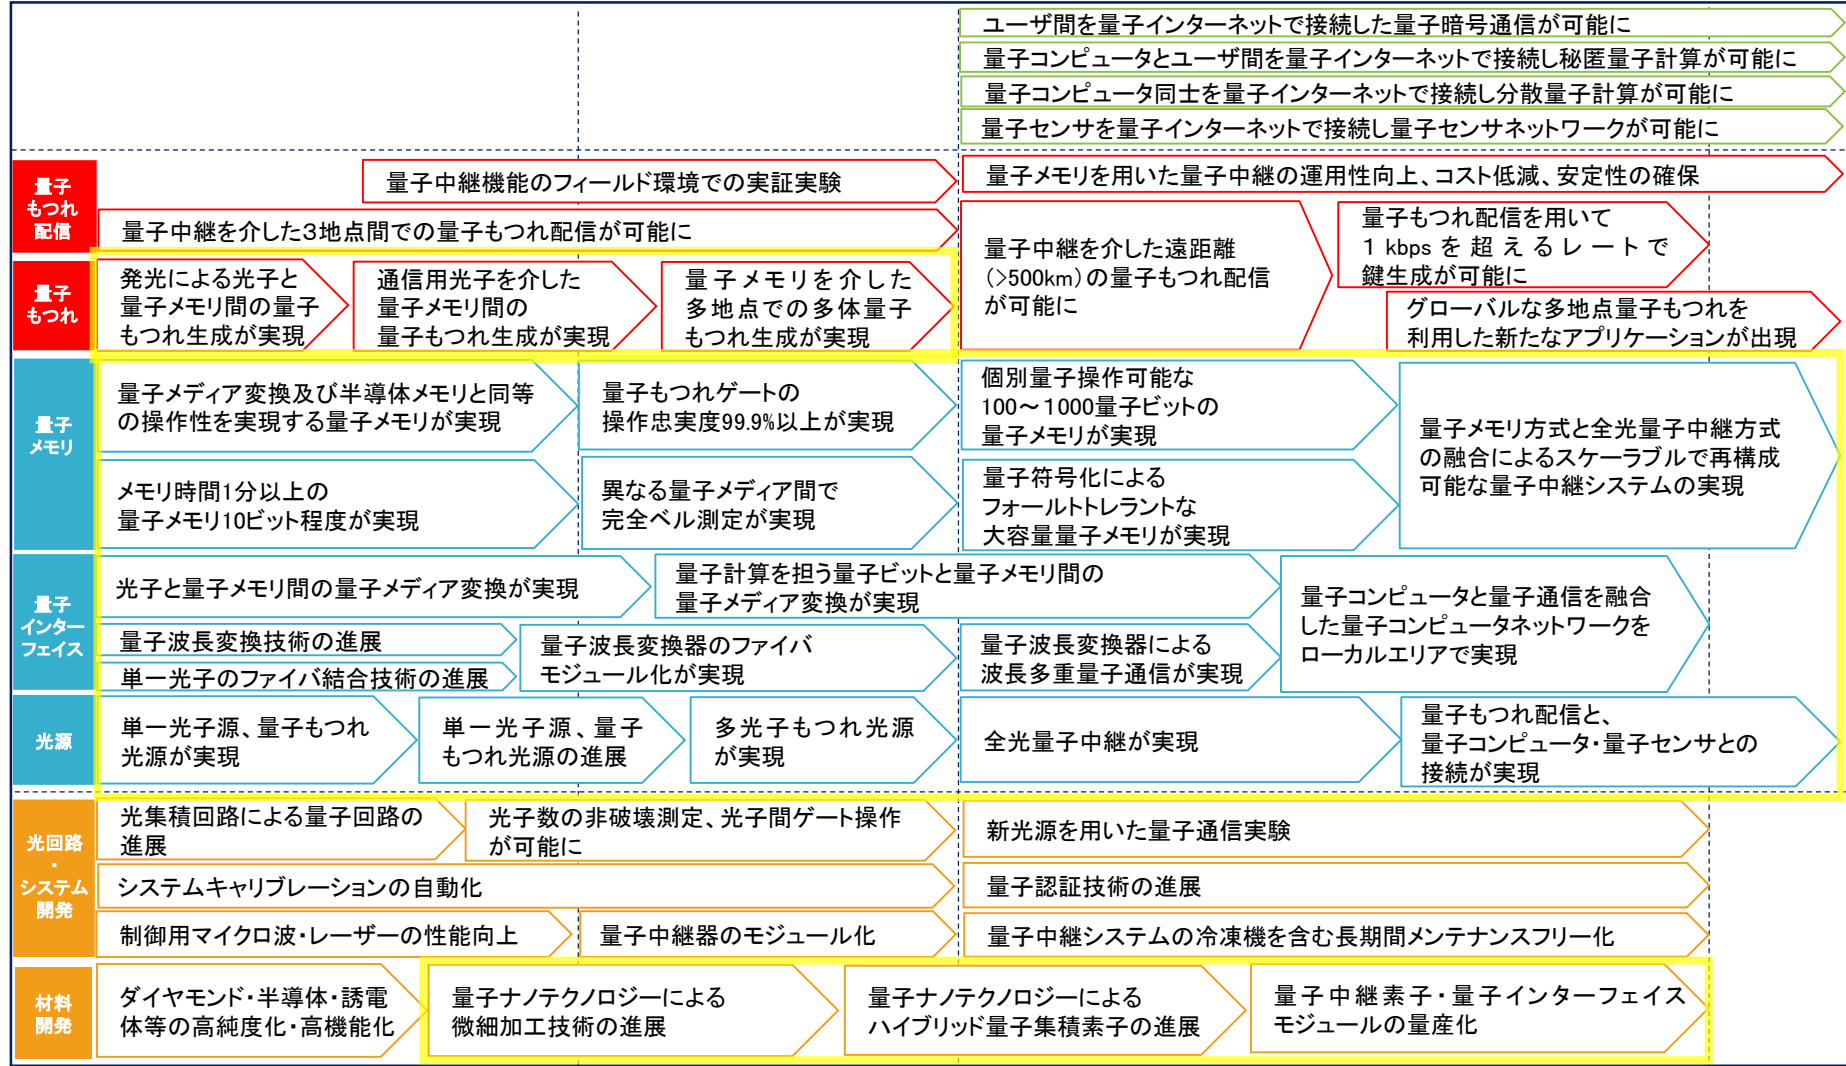 ユーザ間を量子インターネットで接続した量子暗号通信が可能に
量子コンピュータとユーザ間を量子インターネットで接続し秘匿量子計算が可能に
量子コンピュータ同士を量子インターネットで接続し分散量子計算が可能に
量子センサを量子インターネットで接続し量子センサネットワークが可能に
量子
もつれ
配信
量子中継機能のフィールド環境での実証実験
量子メモリを用いた量子中継の運用性向上、コスト低減、安定性の確保
量子中継を介した3地点間での量子もつれ配信が可能に
量子中継を介した遠距離
(>500km)の量子もつれ配信
が可能に
量子もつれ配信を用いて
1 kbpsを超えるレートで
鍵生成が可能に
グローバルな多地点量子もつれを
利用した新たなアプリケーションが出現
量子
もつれ
発光による光子と
量子メモリ間の量子
もつれ生成が実現
通信用光子を介した
量子メモリ間の
量子もつれ生成が実現
量子メモリを介した
多地点での多体量子
もつれ生成が実現
量子
メモリ
量子メディア変換及び半導体メモリと同等
の操作性を実現する量子メモリが実現
量子もつれゲートの
操作忠実度99.9%以上が実現
個別量子操作可能な
100～1000量子ビットの
量子メモリが実現
量子メモリ方式と全光量子中継方式
の融合によるスケーラブルで再構成
可能な量子中継システムの実現
メモリ時間1分以上の
量子メモリ10ビット程度が実現
異なる量子メディア間で
完全ベル測定が実現
量子符号化による
フォールトトレラントな
大容量量子メモリが実現
量子
インター
フェイス
光子と量子メモリ間の量子メディア変換が実現
量子計算を担う量子ビットと量子メモリ間の
量子メディア変換が実現
量子コンピュータと量子通信を融合
した量子コンピュータネットワークを
ローカルエリアで実現
量子波長変換技術の進展
単一光子のファイバ結合技術の進展
量子波長変換器のファイバ
モジュール化が実現
量子波長変換器による
波長多重量子通信が実現
光源
単一光子源、量子もつれ
光源が実現
単一光子源、量子
もつれ光源の進展
多光子もつれ光源
が実現
全光量子中継が実現
量子もつれ配信と、
量子コンピュータ・量子センサとの
接続が実現
光回路
・
システム
開発
光集積回路による量子回路の
進展
光子数の非破壊測定、光子間ゲート操作
が可能に
新光源を用いた量子通信実験
システムキャリブレーションの自動化
量子認証技術の進展
制御用マイクロ波・レーザーの性能向上
量子中継器のモジュール化
量子中継システムの冷凍機を含む長期間メンテナンスフリー化
材料
開発
ダイヤモンド・半導体・誘電
体等の高純度化・高機能化
量子ナノテクノロジーによる
微細加工技術の進展
量子ナノテクノロジーによる
ハイブリッド量子集積素子の進展
量子中継素子・量子インターフェイス
モジュールの量産化